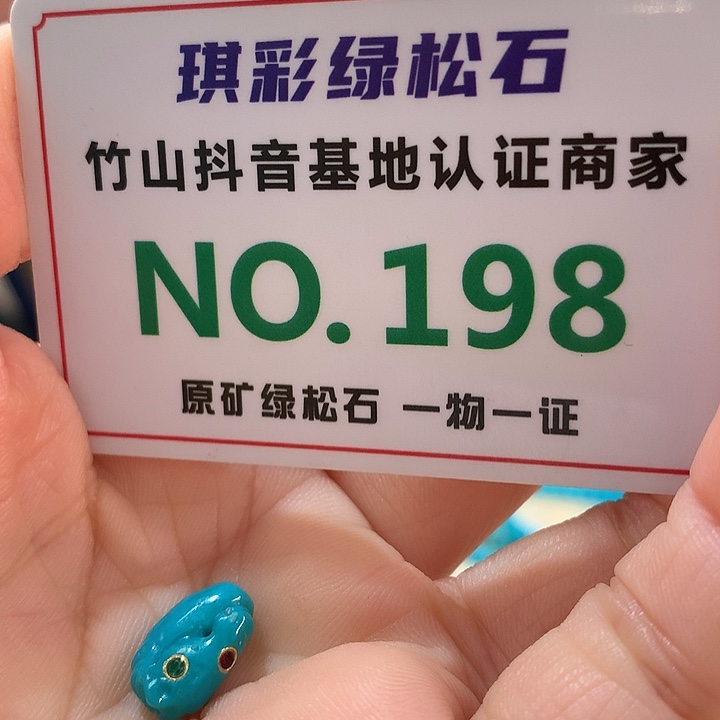 琪彩绿松石
竹山抖音基地认证商家
NO.198
原矿绿松石 一物一证